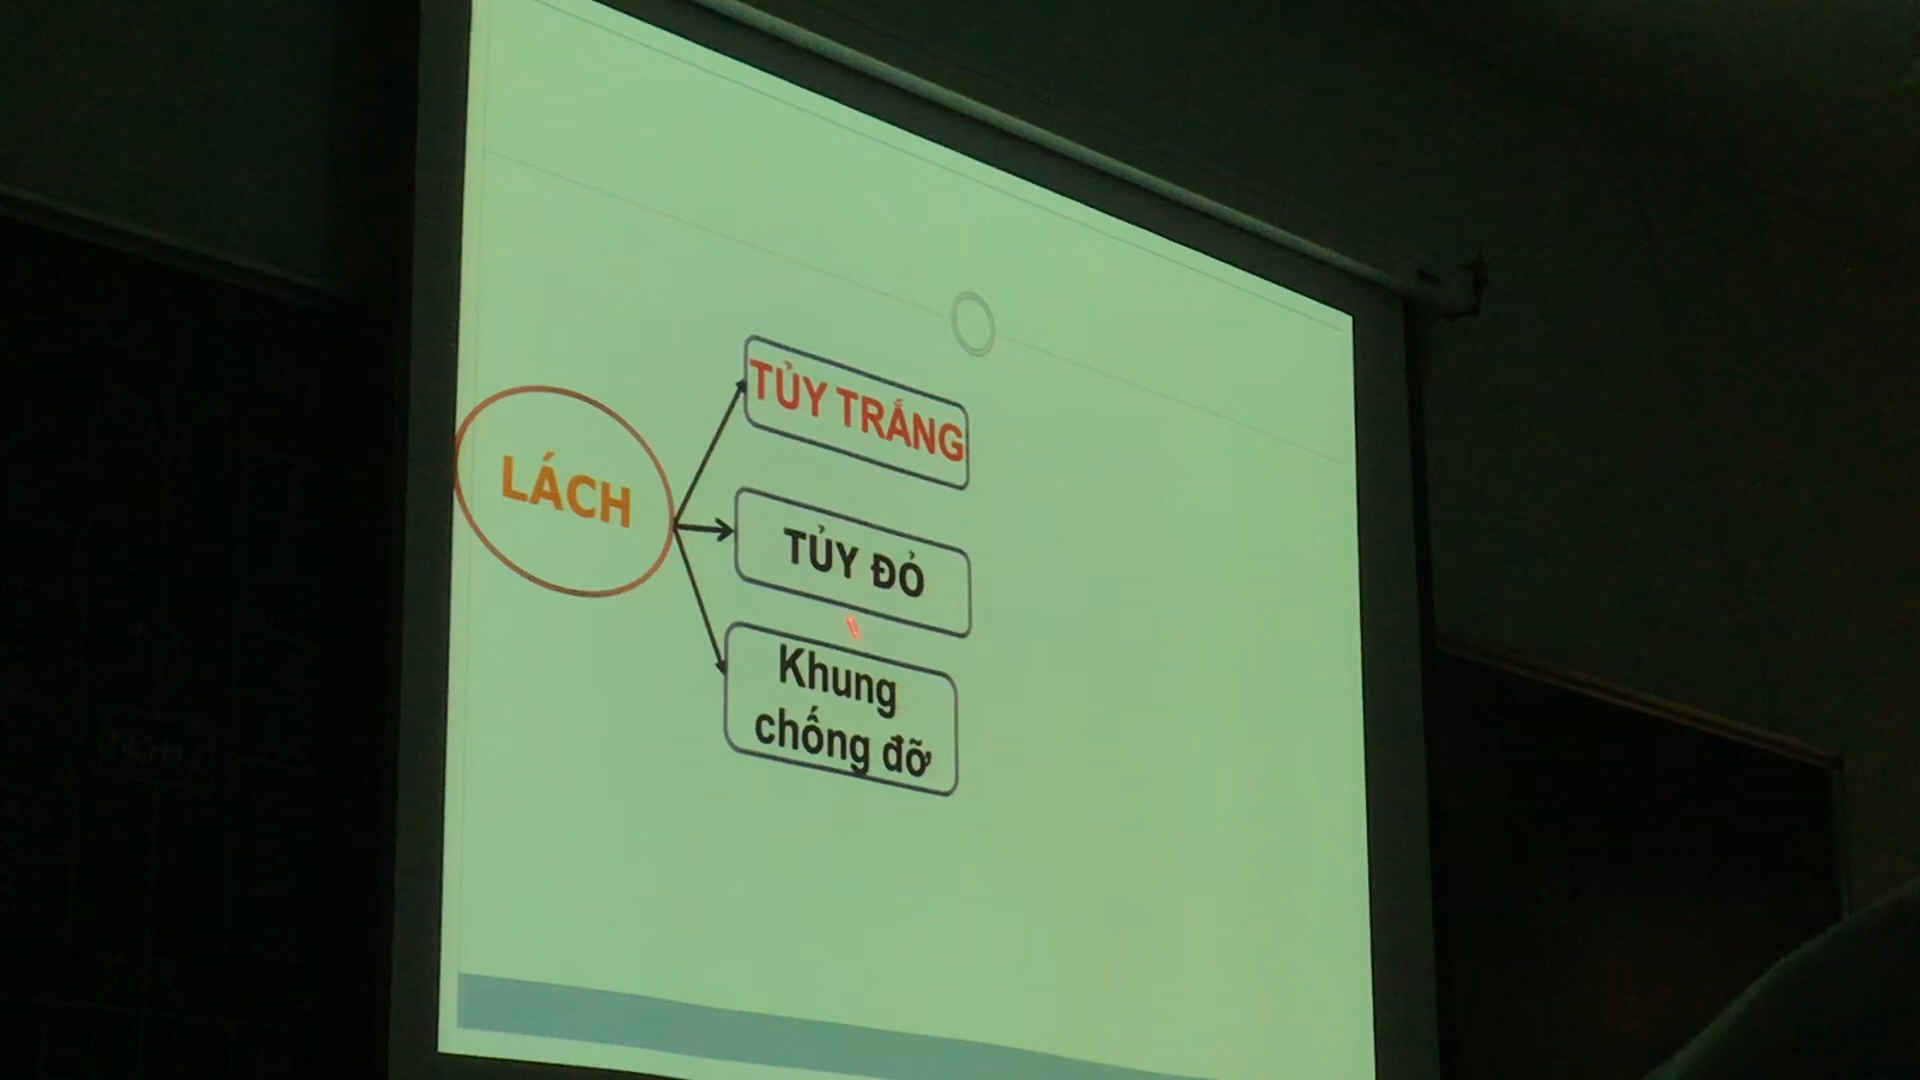 LÁCH
TỦY TRẮNG
TỦY ĐỎ
Khung
chống đỡ